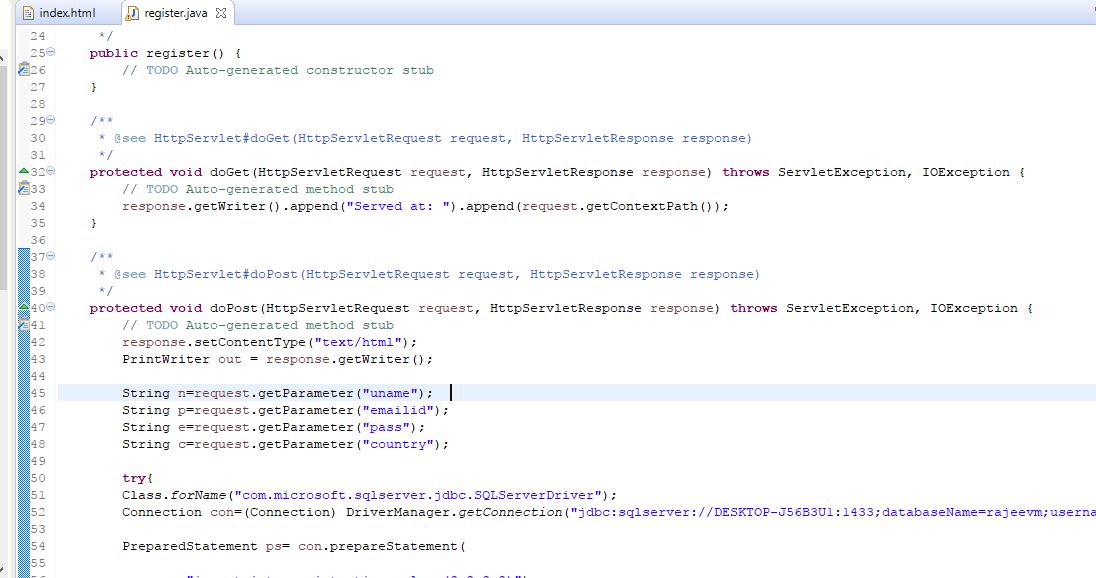 index.html register.java
24 */
25 public register() {
26 // TODO Auto-generated constructor stub
27 }
28
29 /**
30 * @see HttpServlet#doGet(HttpServletRequest request, HttpServletResponse response)
31 */
32 protected void doGet(HttpServletRequest request, HttpServletResponse response) throws ServletException, IOException {
33 // TODO Auto-generated method stub
34 response.getWriter().append("Served at: ").append(request.getContextPath());
35 }
36
37 /**
38 * @see HttpServlet#doPost(HttpServletRequest request, HttpServletResponse response)
39 */
40 protected void doPost(HttpServletRequest request, HttpServletResponse response) throws ServletException, IOException {
41 // TODO Auto-generated method stub
42 response.setContentType("text/html");
43 PrintWriter out = response.getWriter();
44
45 String n=request.getParameter("uname");
46 String p=request.getParameter("emailid");
47 String e=request.getParameter("pass");
48 String c=request.getParameter("country");
49
50 try{
51 Class.forName("com.microsoft.sqlserver.jdbc.SQLServerDriver");
52 Connection con=(Connection) DriverManager.getConnection("jdbc:sqlserver://DESKTOP-J56B3U1:1433;databaseName=rajeevm;userna
53
54 PreparedStatement ps= con.prepareStatement(
55